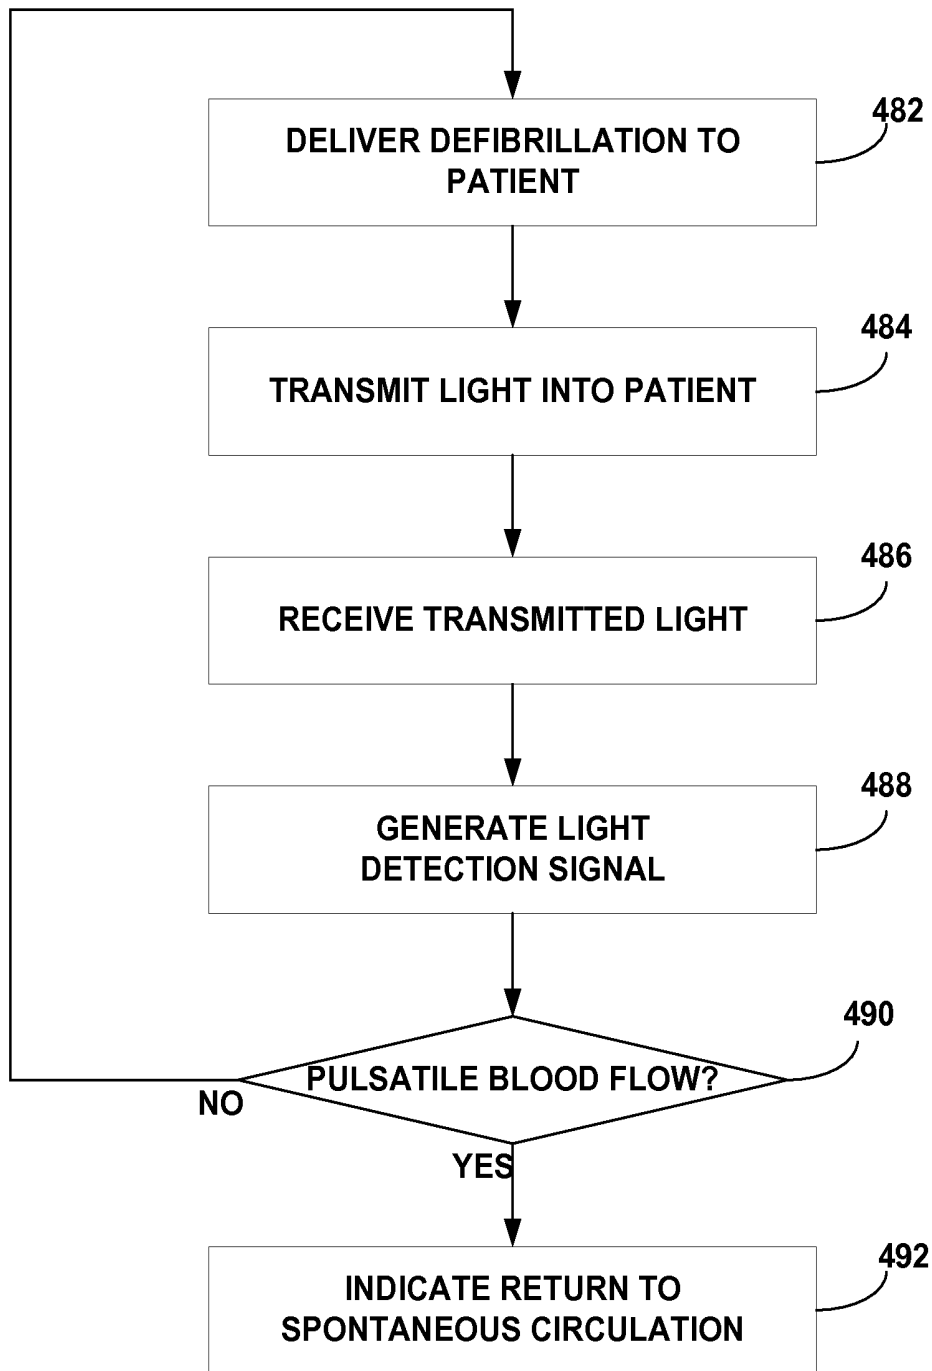 482
DELIVER DEFIBRILLATION TO
PATIENT
484
TRANSMIT LIGHT INTO PATIENT
486
RECEIVE TRANSMITTED LIGHT
488
GENERATE LIGHT
DETECTION SIGNAL
490
PULSATILE BLOOD FLOW?
NO
YES
492
INDICATE RETURN TO
SPONTANEOUS CIRCULATION